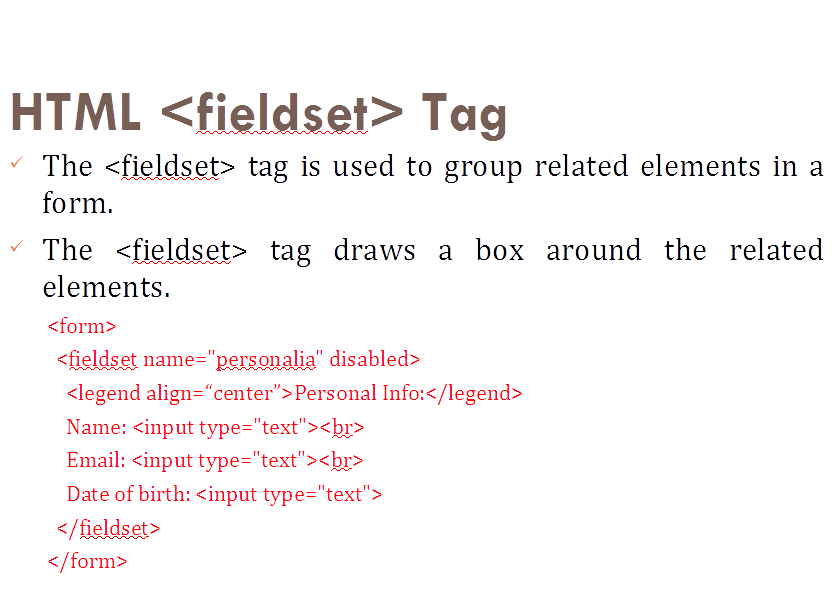 HTML <fieldset> Tag
The <fieldset> tag is used to group related elements in a
form.
The <fieldset> tag draws a box around the related
elements.
<form>
<fieldset name="personalia" disabled>
<legend align=“center”>Personal Info:</legend>
Name: <input type="text"><br>
Email: <input type="text"><br>
Date of birth: <input type="text">
</fieldset>
</form>